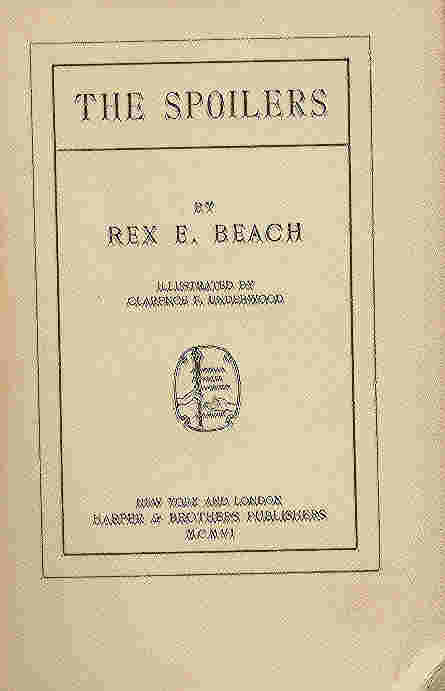 THE SPOILERS
BY
REX E. BEACH
ILLUSTRATED BY
CLARENCE F. UNDERWOOD
NEW YORK AND LONDON
HARPER & BROTHERS PUBLISHERS
MCMVI